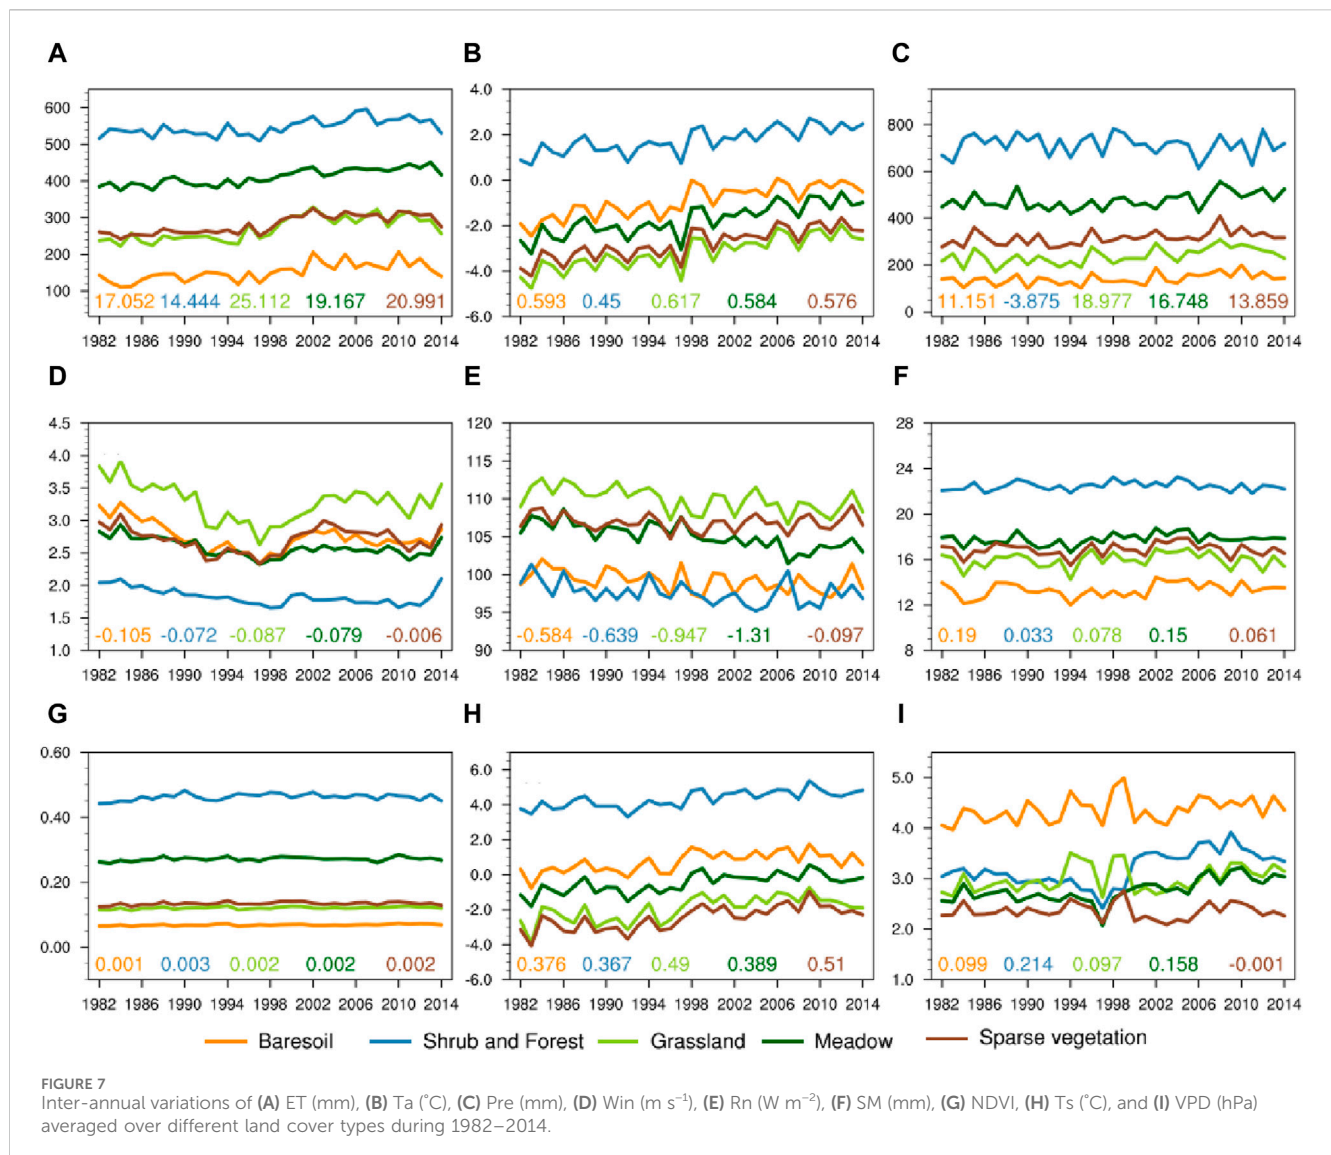 A
B
C
600
500
400
300
200
100
17.052 14.444 25.112 19.167 20.991
1982 1986 1990 1994 1998 2002 2006 2010 2014
4.0
2.0
0.0
-2.0
-4.0
-6.0
0.593 0.45 0.617 0.584 0.576
1982 1986 1990 1994 1998 2002 2006 2010 2014
800
600
400
200
0
11.151 -3.875 18.977 16.748 13.859
1982 1986 1990 1994 1998 2002 2006 2010 2014
D
E
F
4.5
4.0
3.5
3.0
2.5
2.0
1.5
1.0
-0.105 -0.072 -0.087 -0.079 -0.006
1982 1986 1990 1994 1998 2002 2006 2010 2014
120
115
110
105
100
95
90
-0.584 -0.639 -0.947 -1.31 -0.097
1982 1986 1990 1994 1998 2002 2006 2010 2014
28
24
20
16
12
8
0.19 0.033 0.078 0.15 0.061
1982 1986 1990 1994 1998 2002 2006 2010 2014
G
H
I
0.60
0.40
0.20
0.00
0.001 0.003 0.002 0.002 0.002
1982 1986 1990 1994 1998 2002 2006 2010 2014
6.0
4.0
2.0
0.0
-2.0
-4.0
-6.0
0.376 0.367 0.49 0.389 0.51
1982 1986 1990 1994 1998 2002 2006 2010 2014
5.0
4.0
3.0
2.0
1.0
0.099 0.214 0.097 0.158 -0.001
1982 1986 1990 1994 1998 2002 2006 2010 2014
Baresoil Shrub and Forest Grassland Meadow Sparse vegetation
FIGURE 7
Inter-annual variations of (A) ET (mm), (B) Ta (°C), (C) Pre (mm), (D) Win (m s⁻¹), (E) Rn (W m⁻²), (F) SM (mm), (G) NDVI, (H) Ts (°C), and (I) VPD (hPa)
averaged over different land cover types during 1982–2014.